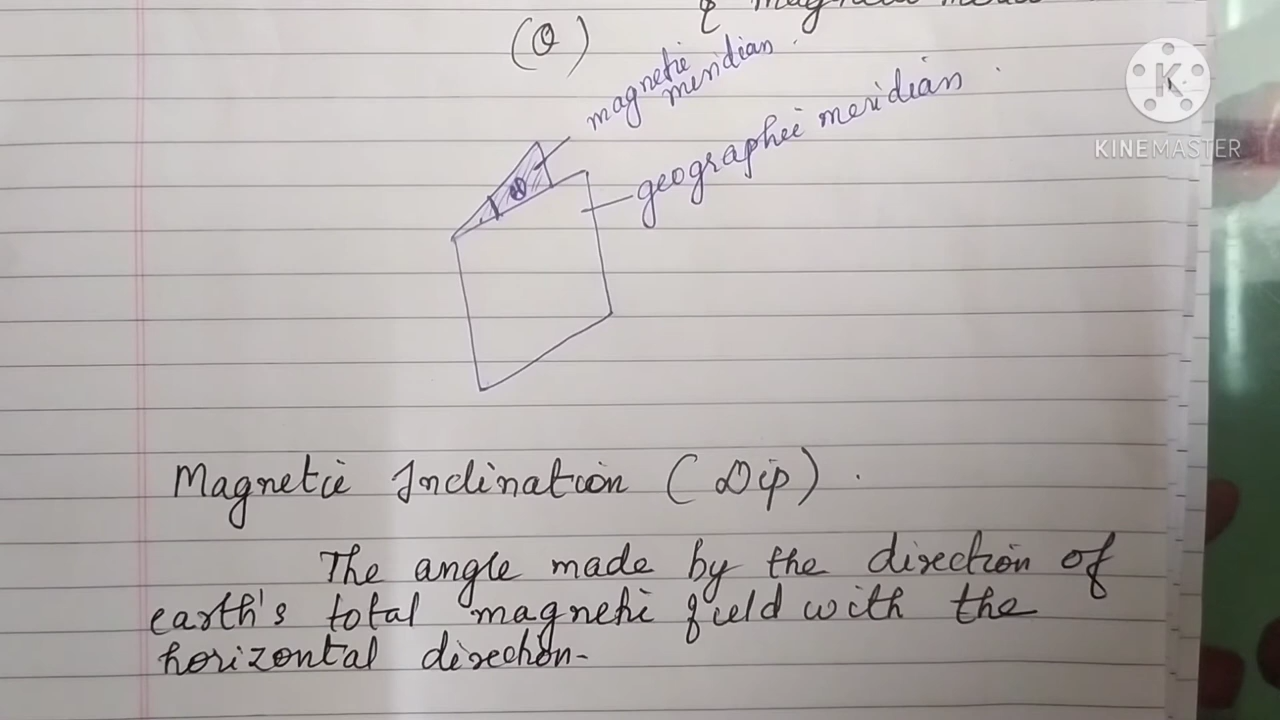 & magnetic
(θ)
magnetic
meridian
geographic meridian
θ
K
KINEMASTER
Magnetic Inclination (Dip).
The angle made by the direction of
earth's total magnetic field with the
horizontal direction-